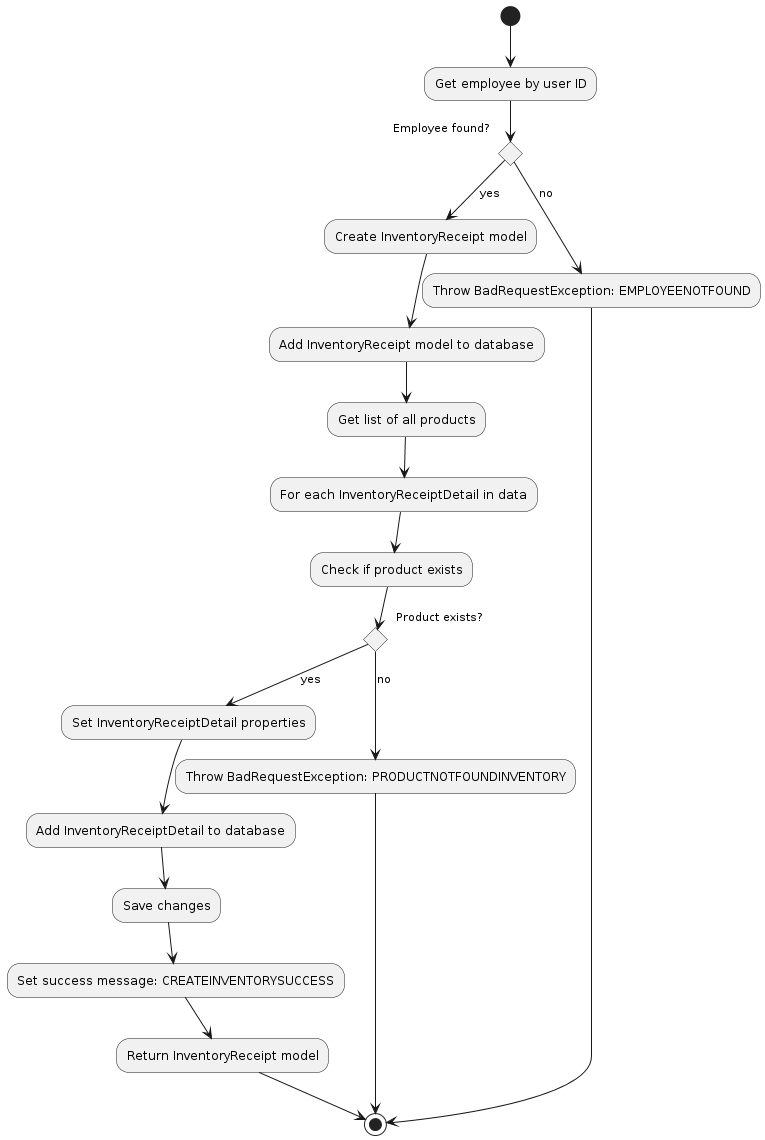 Get employee by user ID
Employee found?
yes
no
Create InventoryReceipt model
Throw BadRequestException: EMPLOYEENOTFOUND
Add InventoryReceipt model to database
Get list of all products
For each InventoryReceiptDetail in data
Check if product exists
Product exists?
yes
no
Set InventoryReceiptDetail properties
Throw BadRequestException: PRODUCTNOTFOUNDINVENTORY
Add InventoryReceiptDetail to database
Save changes
Set success message: CREATEINVENTORYSUCCESS
Return InventoryReceipt model